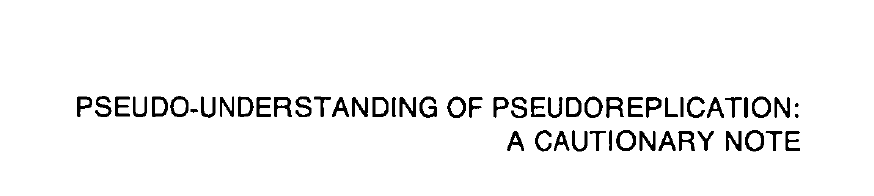 PSEUDO-UNDERSTANDING OF PSEUDOREPLICATION:
A CAUTIONARY NOTE